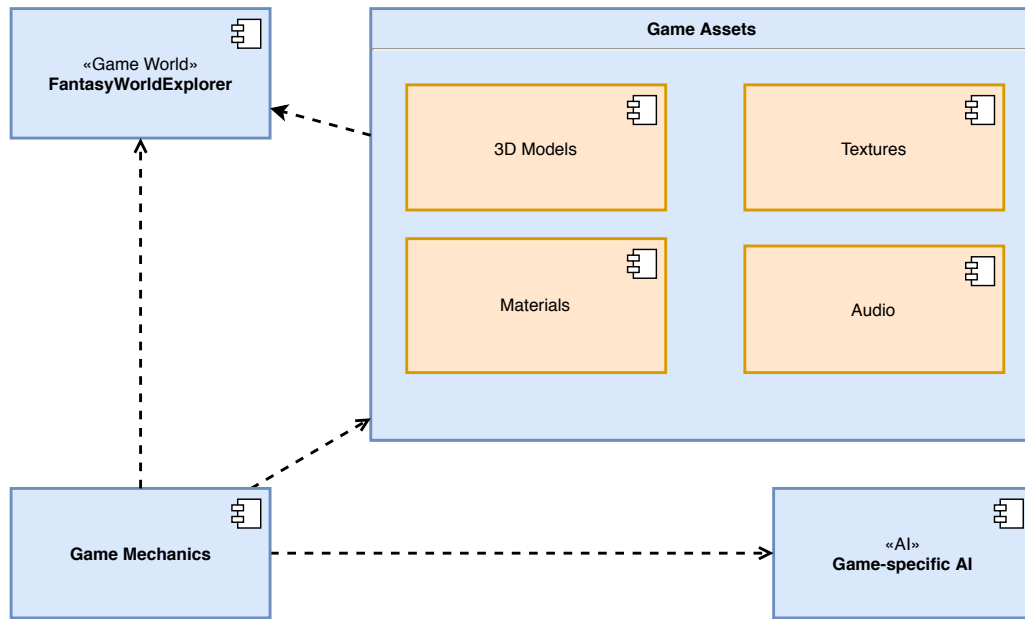 «Game World»
FantasyWorldExplorer
Game Assets
3D Models
Textures
Materials
Audio
Game Mechanics
«AI»
Game-specific AI